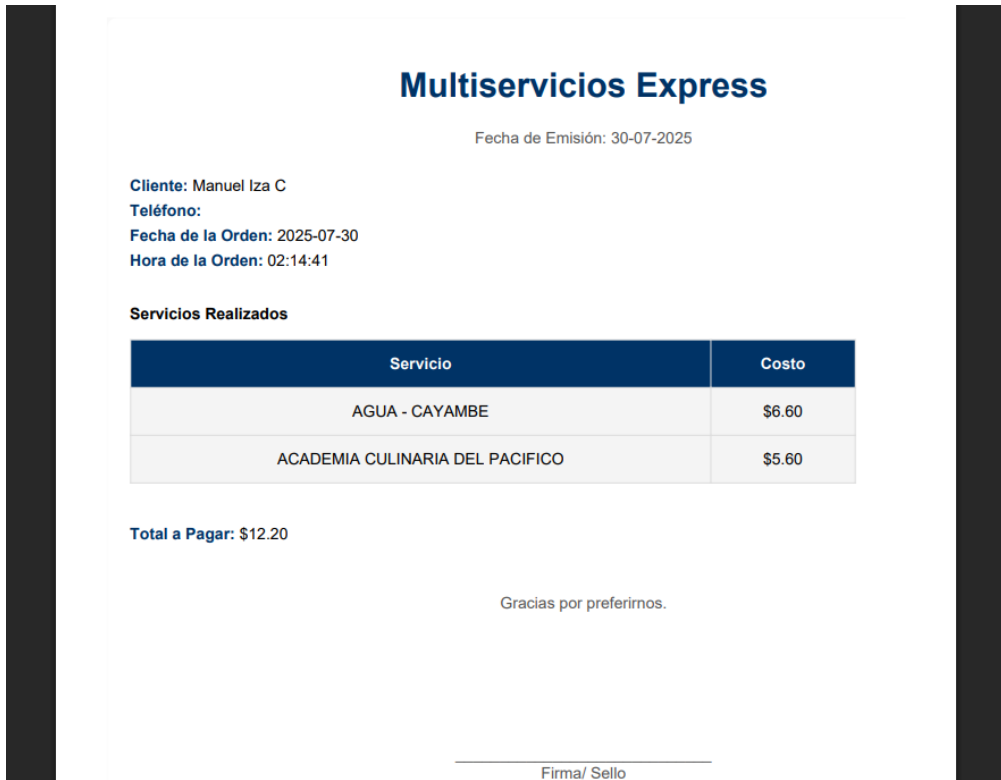 Multiservicios Express
Fecha de Emisión: 30-07-2025
Cliente: Manuel Iza C
Teléfono:
Fecha de la Orden: 2025-07-30
Hora de la Orden: 02:14:41
Servicios Realizados
Servicio Costo
AGUA - CAYAMBE $6.60
ACADEMIA CULINARIA DEL PACIFICO $5.60
Total a Pagar: $12.20
Gracias por preferirnos.
Firma/ Sello